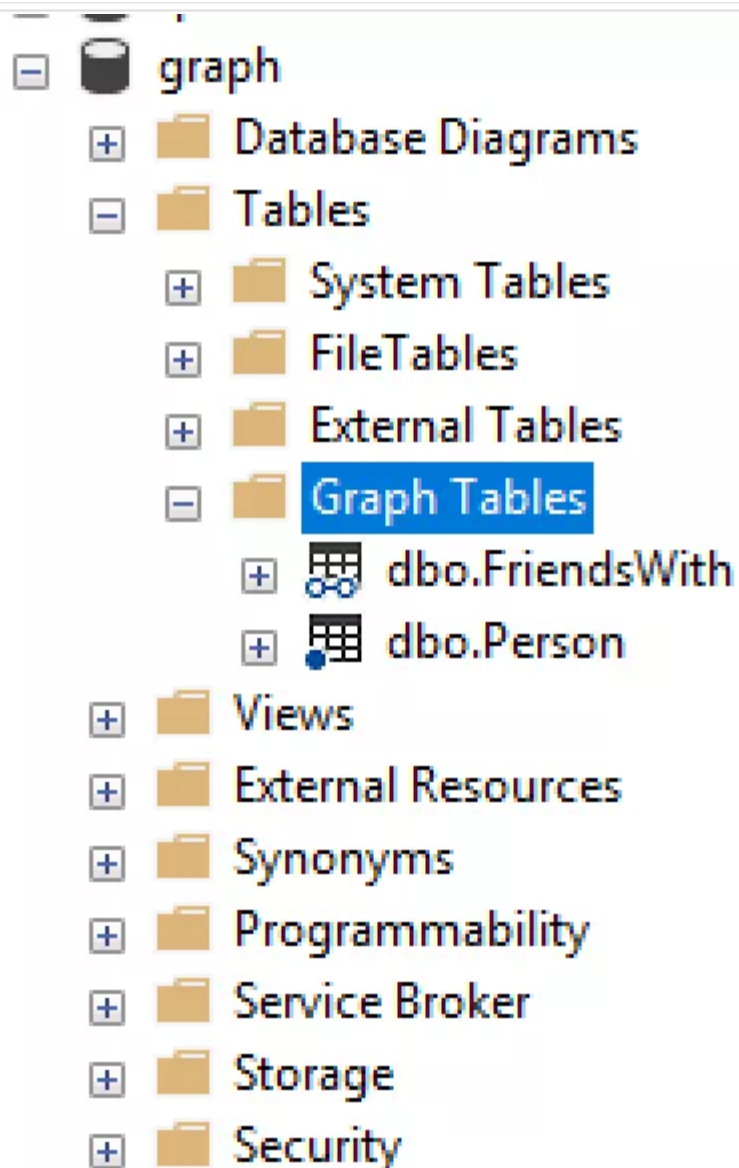 graph
Database Diagrams
Tables
System Tables
FileTables
External Tables
Graph Tables
dbo.FriendsWith
dbo.Person
Views
External Resources
Synonyms
Programmability
Service Broker
Storage
Security